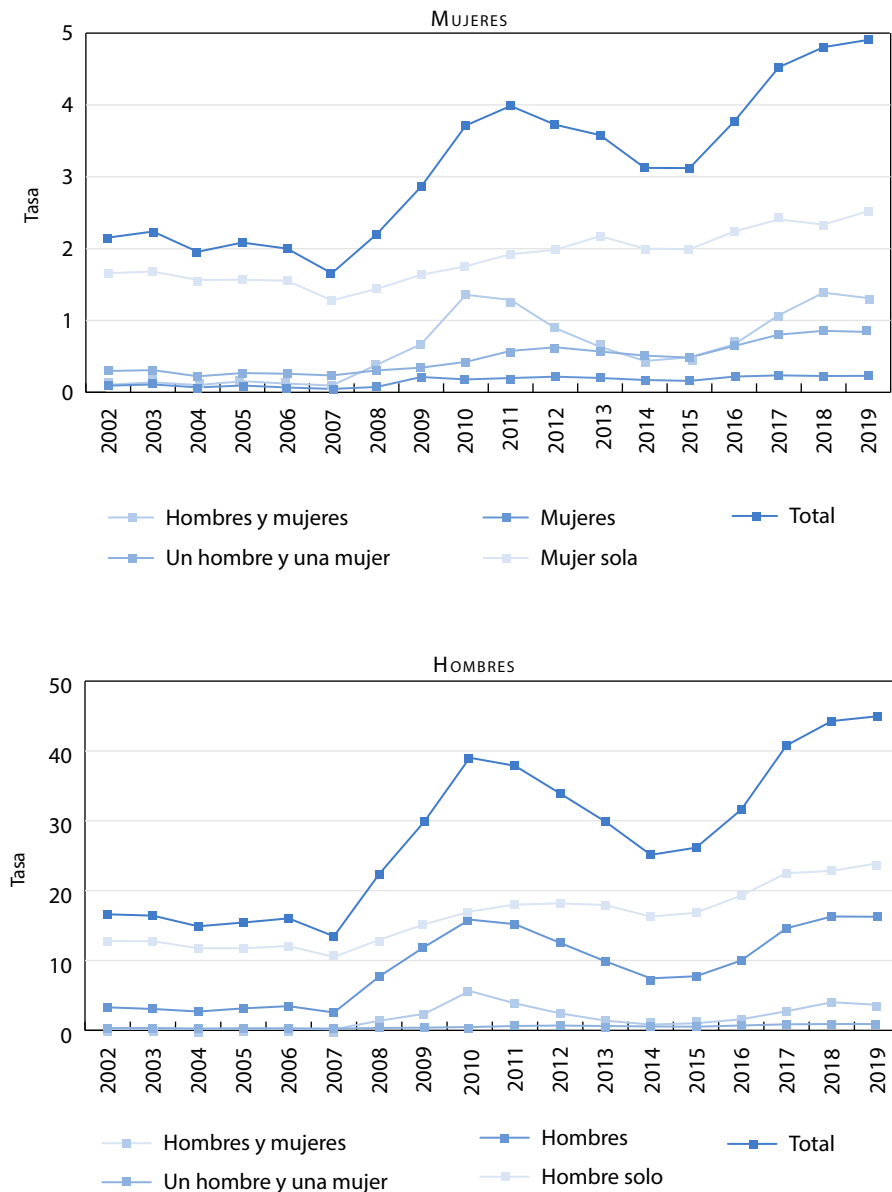 MUJERES
5
4
3
2
1
0
Tasa
2002 2003 2004 2005 2006 2007 2008 2009 2010 2011 2012 2013 2014 2015 2016 2017 2018 2019
Hombres y mujeres Mujeres Total
Un hombre y una mujer Mujer sola
HOMBRES
50
40
30
20
10
0
Tasa
2002 2003 2004 2005 2006 2007 2008 2009 2010 2011 2012 2013 2014 2015 2016 2017 2018 2019
Hombres y mujeres Hombres Total
Un hombre y una mujer Hombre solo